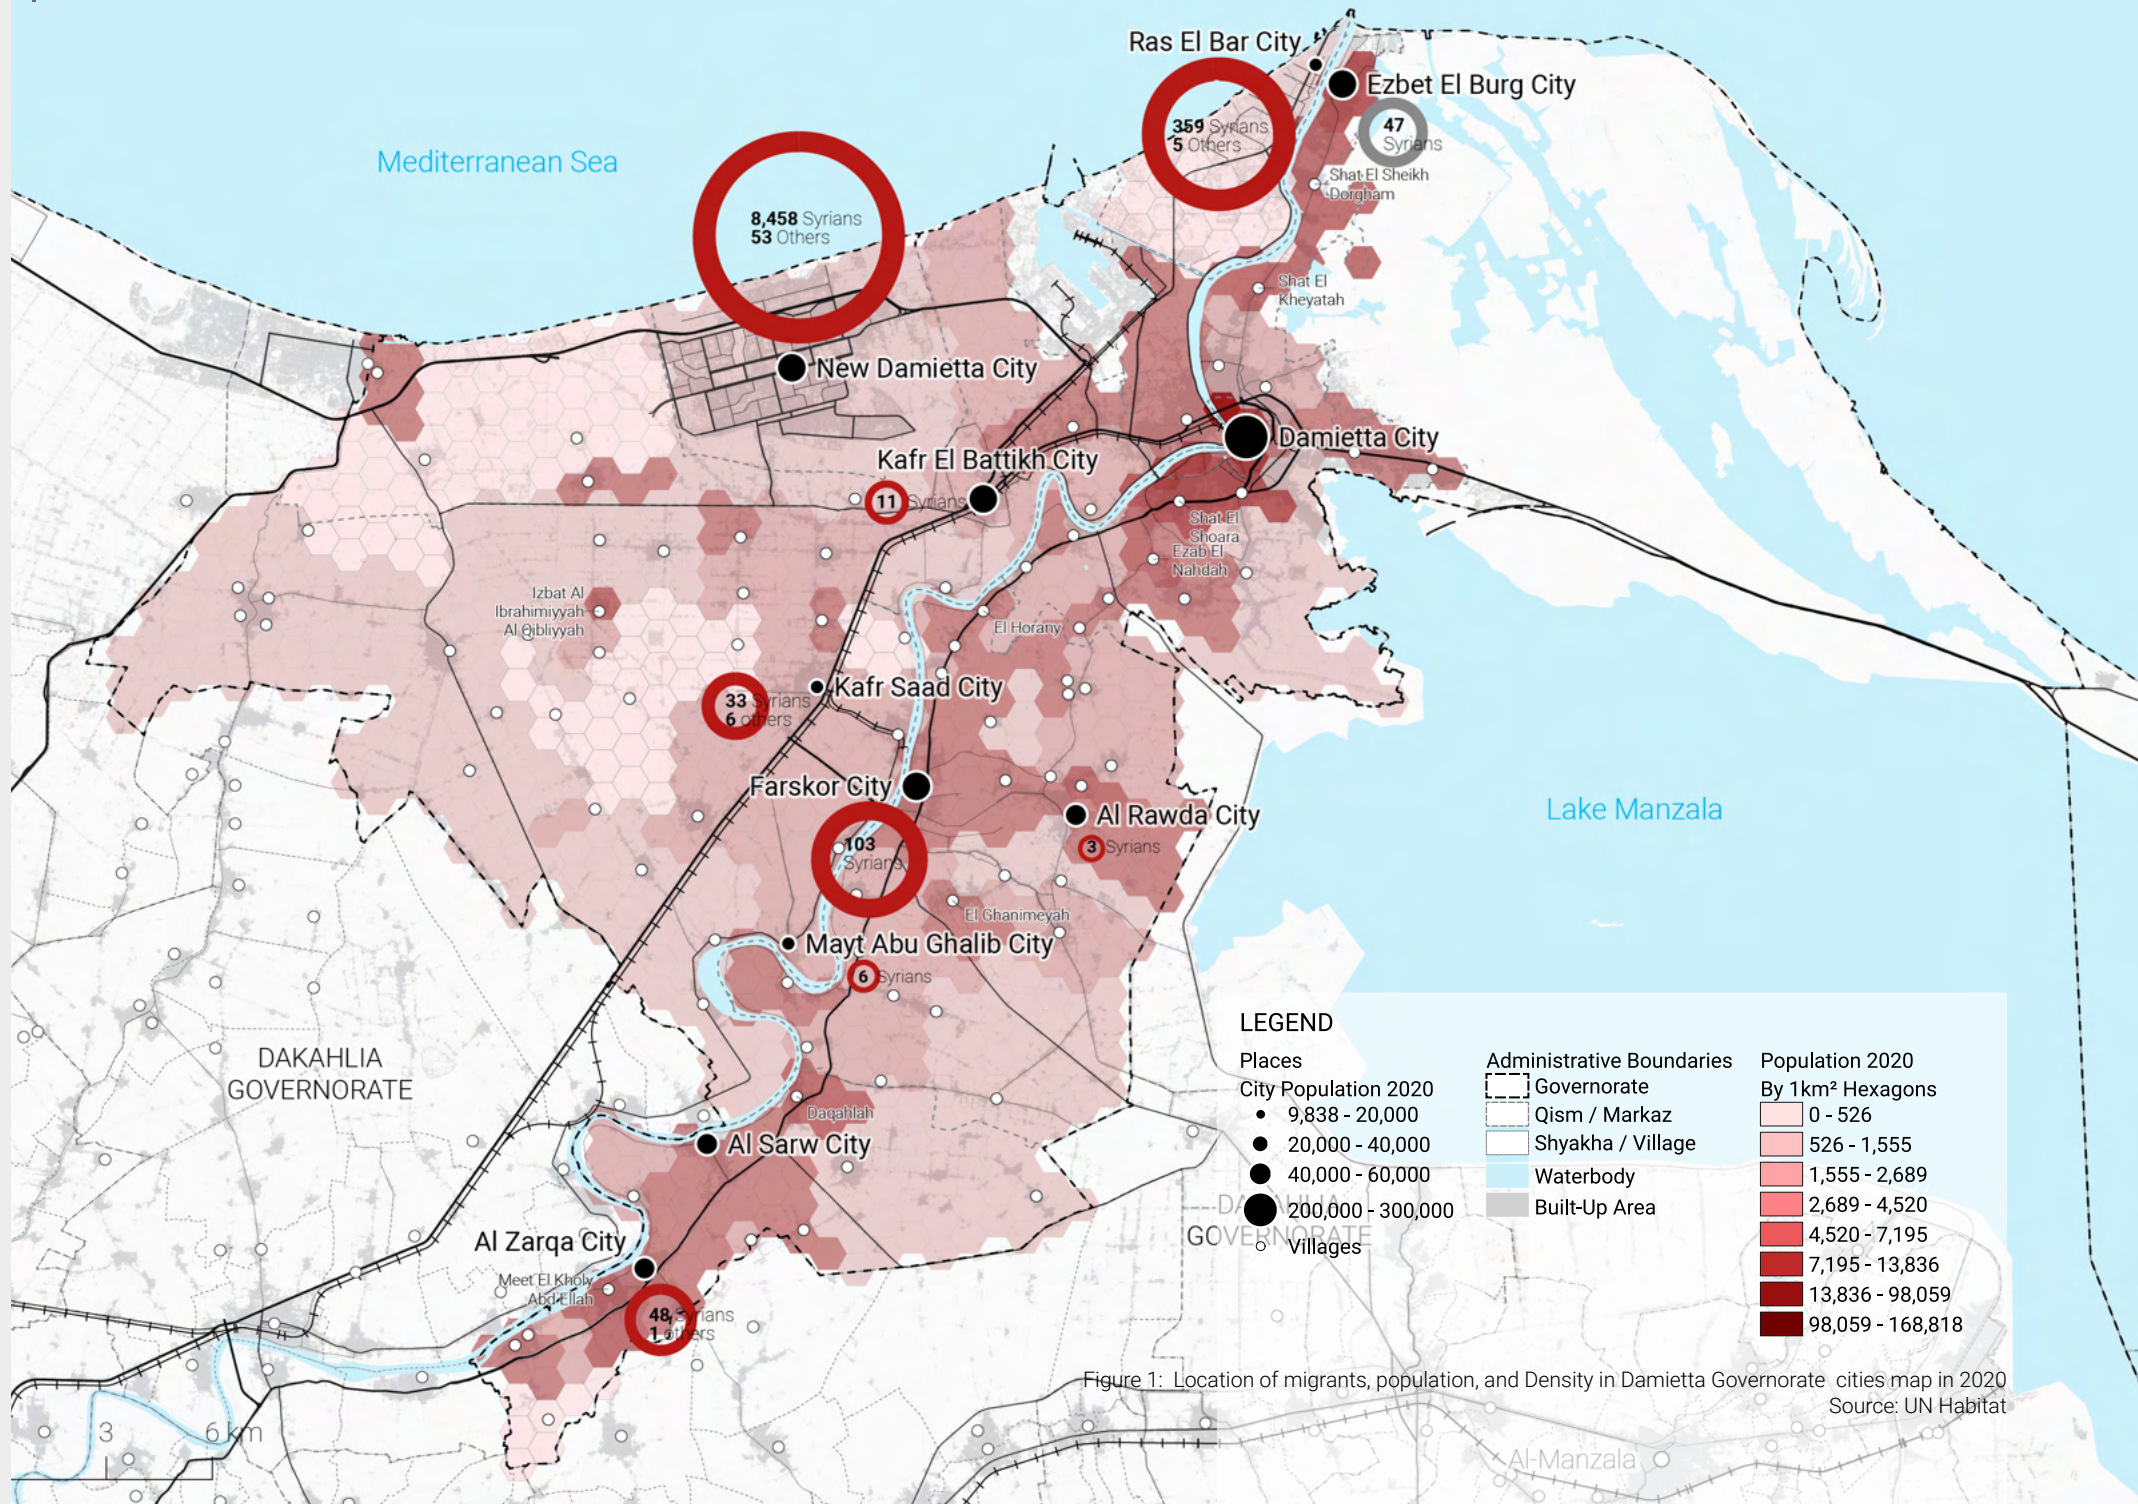 Ras El Bar City
Ezbet El Burg City
359 Syrians
5 Others
47
Syrians
Mediterranean Sea
Shat El Sheikh
Dorgham
8,458 Syrians
53 Others
Shat El
Kheyatah
New Damietta City
Damietta City
Kafr El Battikh City
11 Syrians
Shat El
Shoara
Ezab El
Nahdah
Izbat Al
Ibrahimiyyah
Al Qibliyyah
El Horany
Kafr Saad City
33 Syrians
6 others
Farskor City
Al Rawda City
Lake Manzala
103
Syrians
3 Syrians
El Ghanimeyah
Mayt Abu Ghalib City
6 Syrians
DAKAHLIA
GOVERNORATE
Daqahlah
Al Sarw City
Al Zarqa City
Meet El Kholy
Abd Ellah
48 Syrians
1 others
LEGEND
Places
City Population 2020
9,838 - 20,000
20,000 - 40,000
40,000 - 60,000
200,000 - 300,000
Villages
Administrative Boundaries
Governorate
Qism / Markaz
Shyakha / Village
Waterbody
Built-Up Area
Population 2020
By 1km² Hexagons
0 - 526
526 - 1,555
1,555 - 2,689
2,689 - 4,520
4,520 - 7,195
7,195 - 13,836
13,836 - 98,059
98,059 - 168,818
DAKAHLIA
GOVERNORATE
Figure 1: Location of migrants, population, and Density in Damietta Governorate cities map in 2020
Source: UN Habitat
3 6 km
Al-Manzala